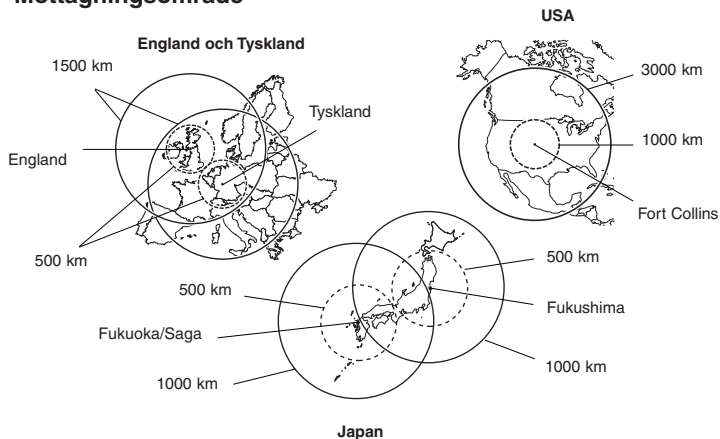 Mottagningsområde
England och Tyskland
1500 km
Tyskland
England
500 km
USA
3000 km
1000 km
Fort Collins
500 km
500 km
Fukushima
Fukuoka/Saga
1000 km
1000 km
Japan